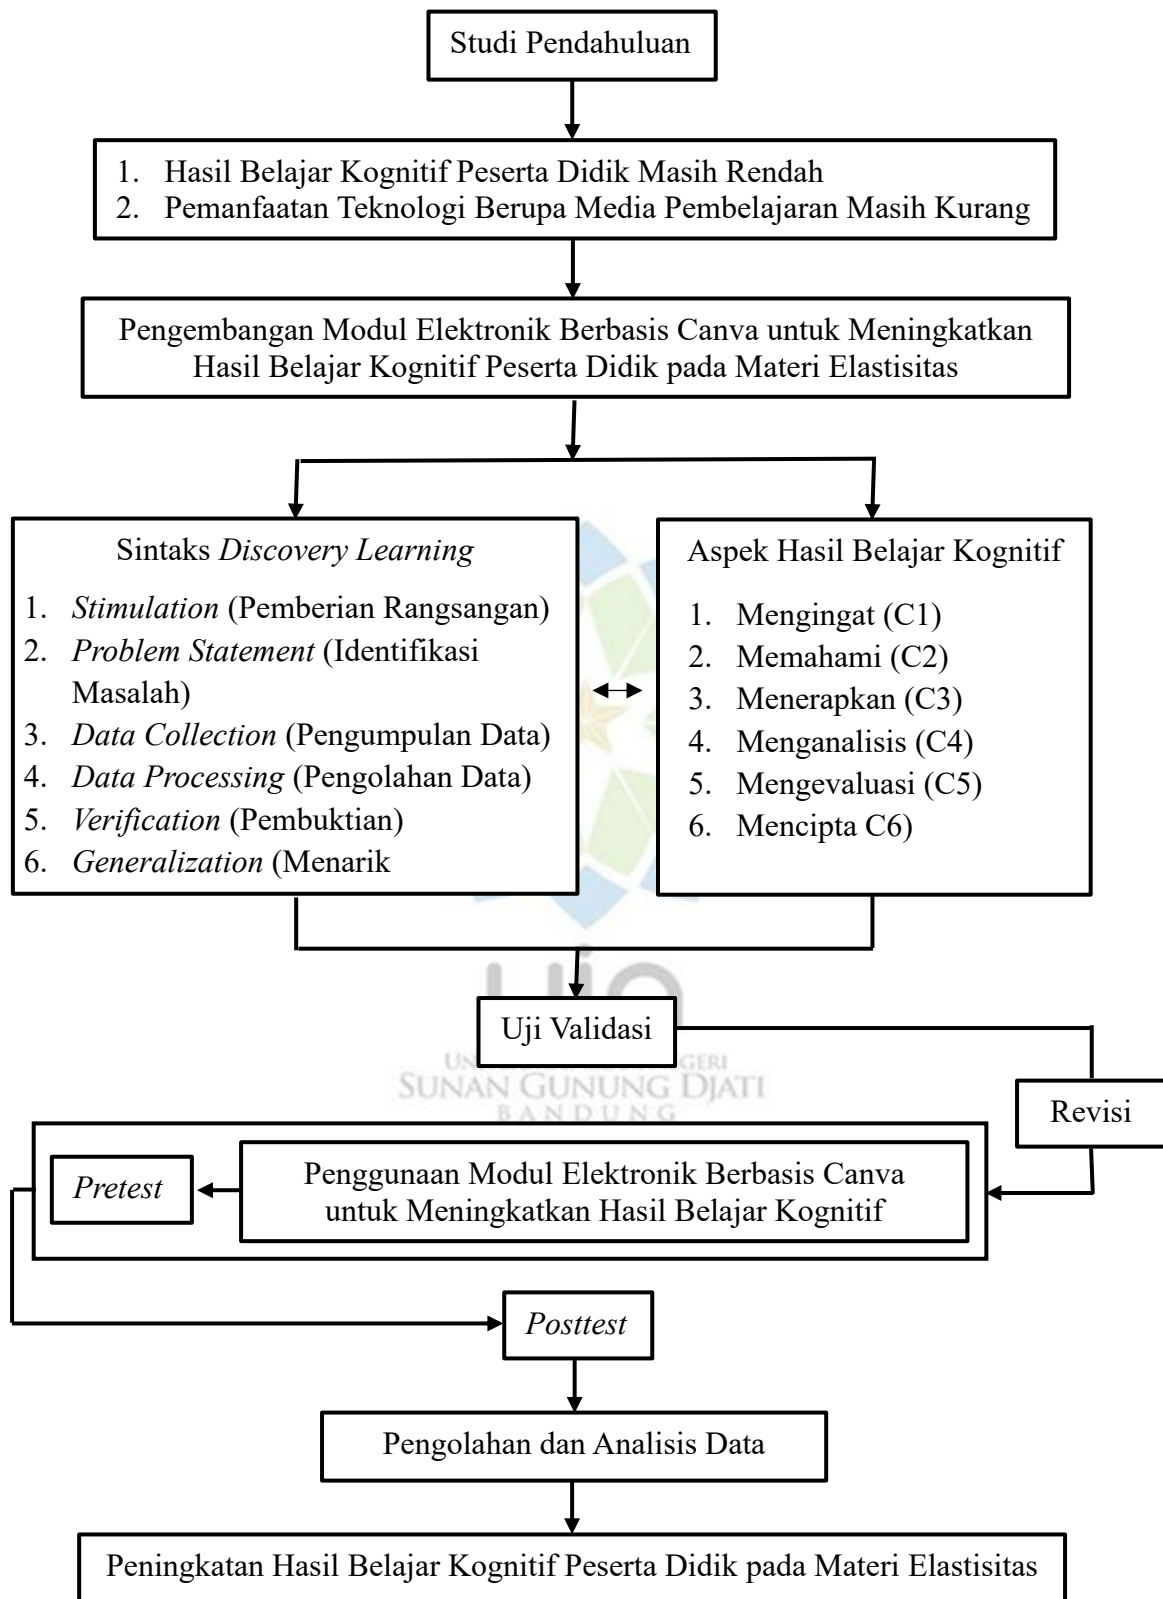 Studi Pendahuluan
1. Hasil Belajar Kognitif Peserta Didik Masih Rendah
2. Pemanfaatan Teknologi Berupa Media Pembelajaran Masih Kurang
Pengembangan Modul Elektronik Berbasis Canva untuk Meningkatkan
Hasil Belajar Kognitif Peserta Didik pada Materi Elastisitas
Sintaks Discovery Learning
1. Stimulation (Pemberian Rangsangan)
2. Problem Statement (Identifikasi
Masalah)
3. Data Collection (Pengumpulan Data)
4. Data Processing (Pengolahan Data)
5. Verification (Pembuktian)
6. Generalization (Menarik
Aspek Hasil Belajar Kognitif
1. Mengingat (C1)
2. Memahami (C2)
3. Menerapkan (C3)
4. Menganalisis (C4)
5. Mengevaluasi (C5)
6. Mencipta C6)
Uji Validasi
SUNAN GUNUNG DJATI
BANDUNG
Revisi
Pretest
Penggunaan Modul Elektronik Berbasis Canva
untuk Meningkatkan Hasil Belajar Kognitif
Posttest
Pengolahan dan Analisis Data
Peningkatan Hasil Belajar Kognitif Peserta Didik pada Materi Elastisitas